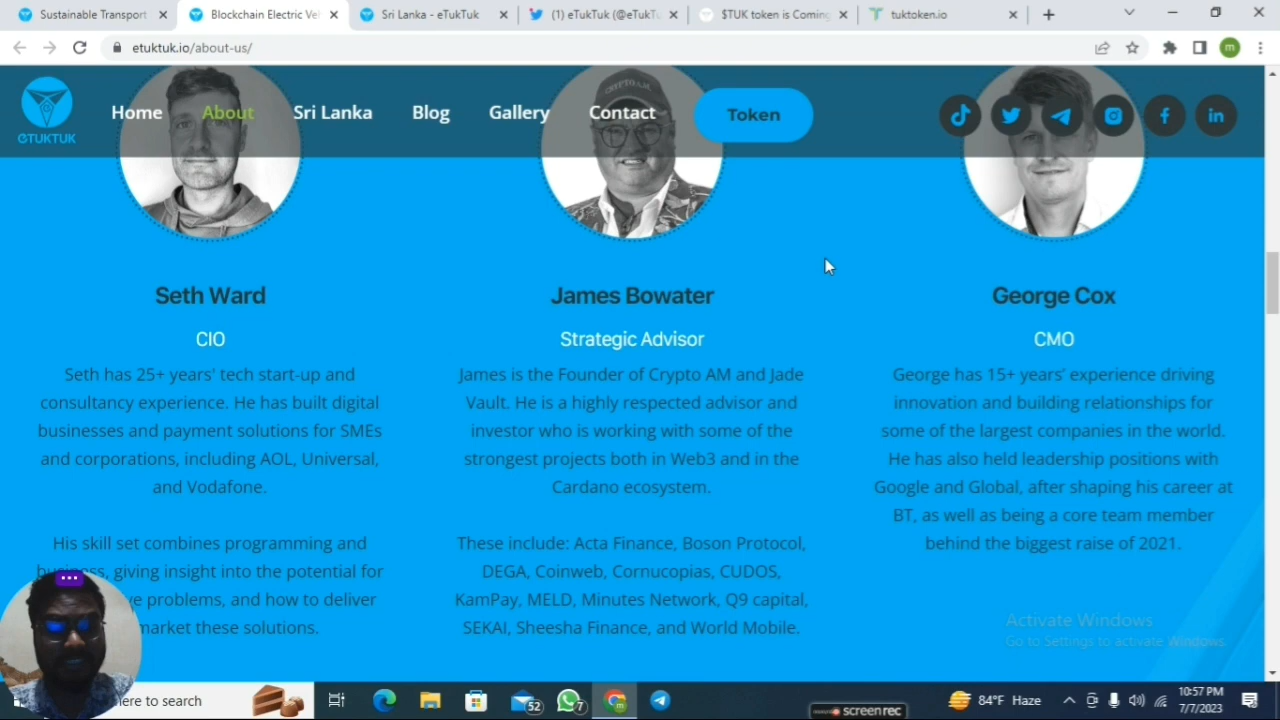 Sustainable Transport
Blockchain Electric Veh
Sri Lanka - eTukTuk
(1) eTukTuk (@eTukTu
$TUK token is Coming
tuktoken.io
etuktuk.io/about-us/
m
eTUKTUK
Home
About
Sri Lanka
Blog
Gallery
Contact
Token
in
CRYPTO A.M.
Seth Ward
CIO
Seth has 25+ years' tech start-up and
consultancy experience. He has built digital
businesses and payment solutions for SMEs
and corporations, including AOL, Universal,
and Vodafone.
His skill set combines programming and
business, giving insight into the potential for
ve problems, and how to deliver
market these solutions.
James Bowater
Strategic Advisor
James is the Founder of Crypto AM and Jade
Vault. He is a highly respected advisor and
investor who is working with some of the
strongest projects both in Web3 and in the
Cardano ecosystem.
These include: Acta Finance, Boson Protocol,
DEGA, Coinweb, Cornucopias, CUDOS,
KamPay, MELD, Minutes Network, Q9 capital,
SEKAI, Sheesha Finance, and World Mobile.
George Cox
CMO
George has 15+ years' experience driving
innovation and building relationships for
some of the largest companies in the world.
He has also held leadership positions with
Google and Global, after shaping his career at
BT, as well as being a core team member
behind the biggest raise of 2021.
Activate Windows
Go to Settings to activate Windows.
here to search
52
7
84°F Haze
10:57 PM
7/7/2023
screenrec